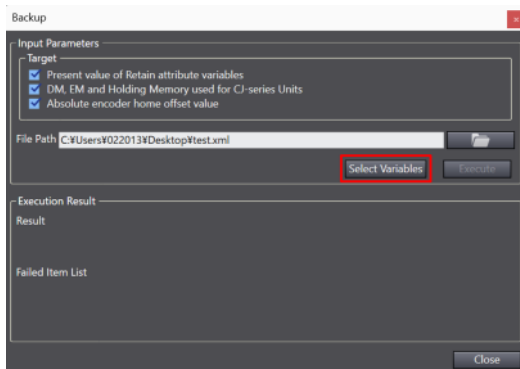 Backup
Input Parameters
Target
Present value of Retain attribute variables
DM, EM and Holding Memory used for CJ-series Units
Absolute encoder home offset value
File Path C:¥Users¥022013¥Desktop¥test.xml
Select Variables Execute
Execution Result
Result
Failed Item List
Close